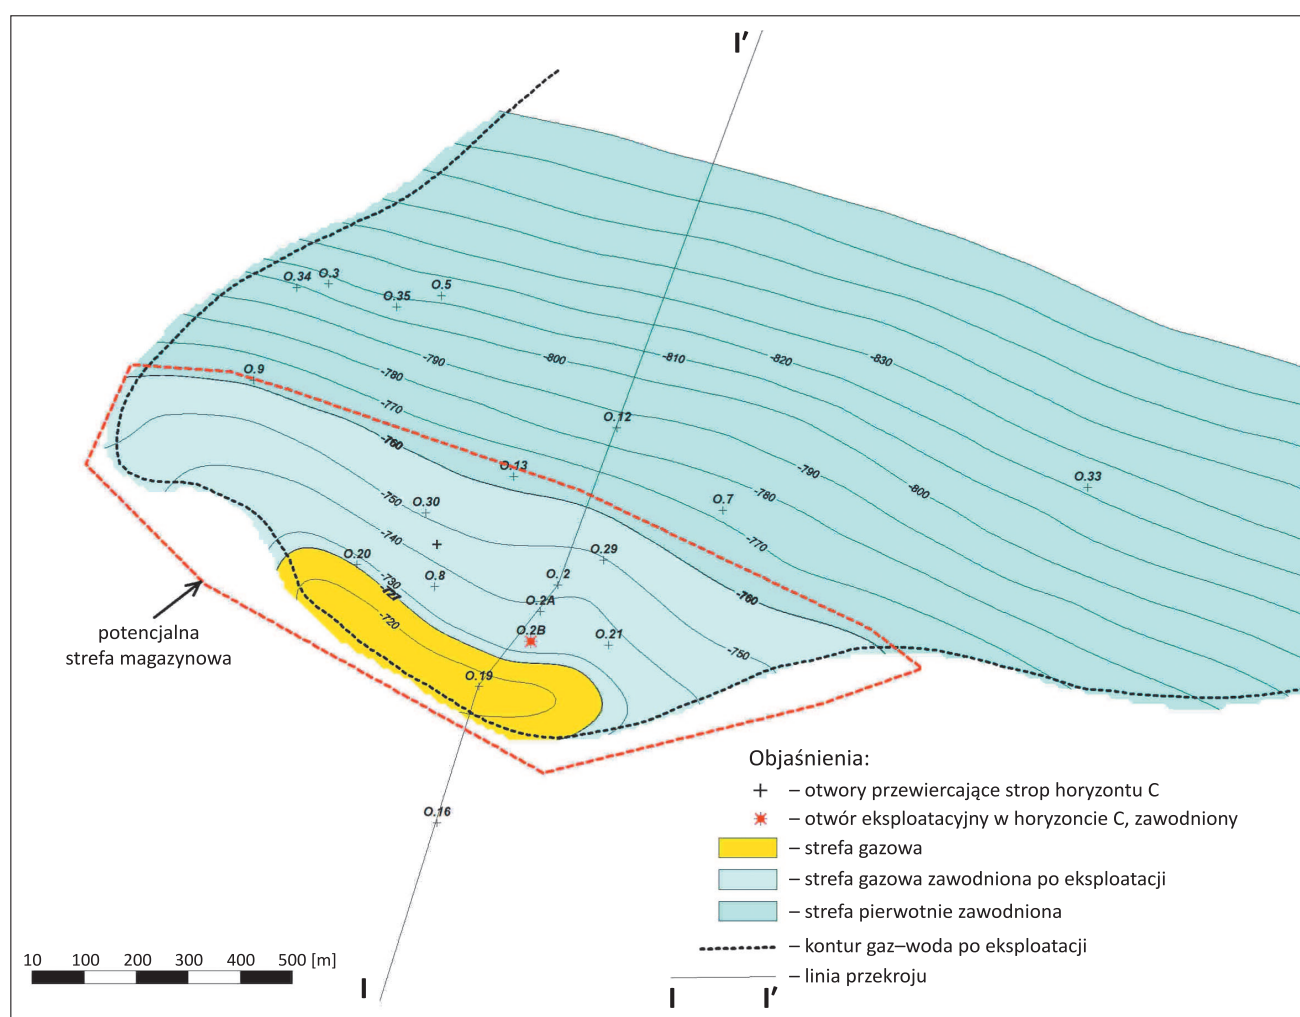 I’
O.34
O.3
O.35
O.5
O.9
-790
-800
-810
-820
-830
-780
-770
-760
O.12
O.13
-790
-800
O.33
O.7
-780
-770
-750
O.30
-740
O.20
O.8
O.29
O.2
-730
-727
-720
O.2A
O.2B
O.21
-760
-750
O.19
O.16
potencjalna
strefa magazynowa
Objaśnienia:
+ – otwory przewiercające strop horyzontu C
– otwór eksploatacyjny w horyzoncie C, zawodniony
– strefa gazowa
– strefa gazowa zawodniona po eksploatacji
– strefa pierwotnie zawodniona
– kontur gaz–woda po eksploatacji
– linia przekroju
I I’
10 100 200 300 400 500 [m]
I